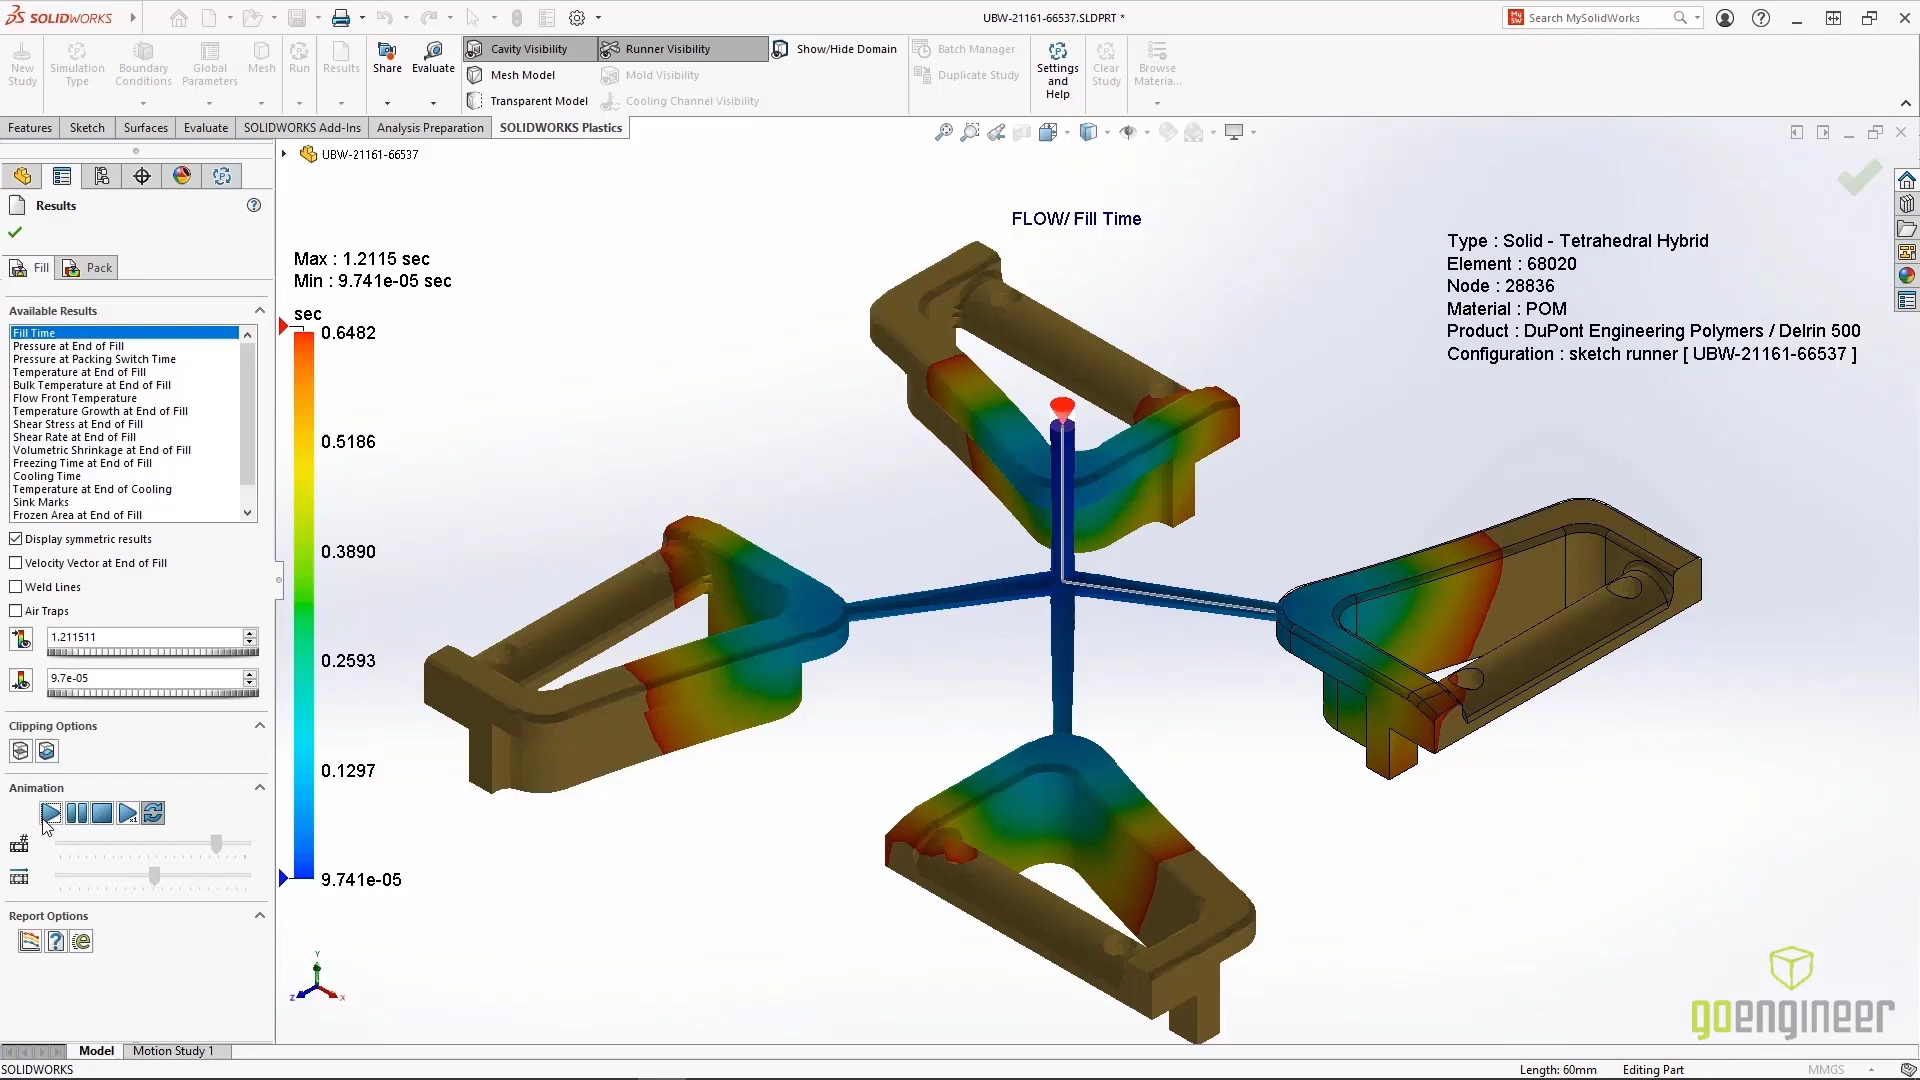 SOLIDWORKS
UBW-21161-66537.SLDPRT *
Search MySolidWorks
New Study
Simulation Type
Boundary Conditions
Global Parameters
Mesh
Run
Results
Share
Evaluate
Cavity Visibility
Runner Visibility
Show/Hide Domain
Mesh Model
Mold Visibility
Transparent Model
Cooling Channel Visibility
Batch Manager
Duplicate Study
Settings and Help
Clear Study
Browse Materia...
Features
Sketch
Surfaces
Evaluate
SOLIDWORKS Add-Ins
Analysis Preparation
SOLIDWORKS Plastics
UBW-21161-66537
Results
Fill
Pack
Available Results
Fill Time
Pressure at End of Fill
Pressure at Packing Switch Time
Temperature at End of Fill
Bulk Temperature at End of Fill
Flow Front Temperature
Temperature Growth at End of Fill
Shear Stress at End of Fill
Shear Rate at End of Fill
Volumetric Shrinkage at End of Fill
Freezing Time at End of Fill
Cooling Time
Temperature at End of Cooling
Sink Marks
Frozen Area at End of Fill
Display symmetric results
Velocity Vector at End of Fill
Weld Lines
Air Traps
1.211511
9.7e-05
Clipping Options
Animation
Report Options
FLOW/ Fill Time
Max : 1.2115 sec
Min : 9.741e-05 sec
sec
0.6482
0.5186
0.3890
0.2593
0.1297
9.741e-05
Type : Solid - Tetrahedral Hybrid
Element : 68020
Node : 28836
Material : POM
Product : DuPont Engineering Polymers / Delrin 500
Configuration : sketch runner [ UBW-21161-66537 ]
Y
Z
X
goengineer
Model
Motion Study 1
SOLIDWORKS
Length: 60mm
Editing Part
MMGS